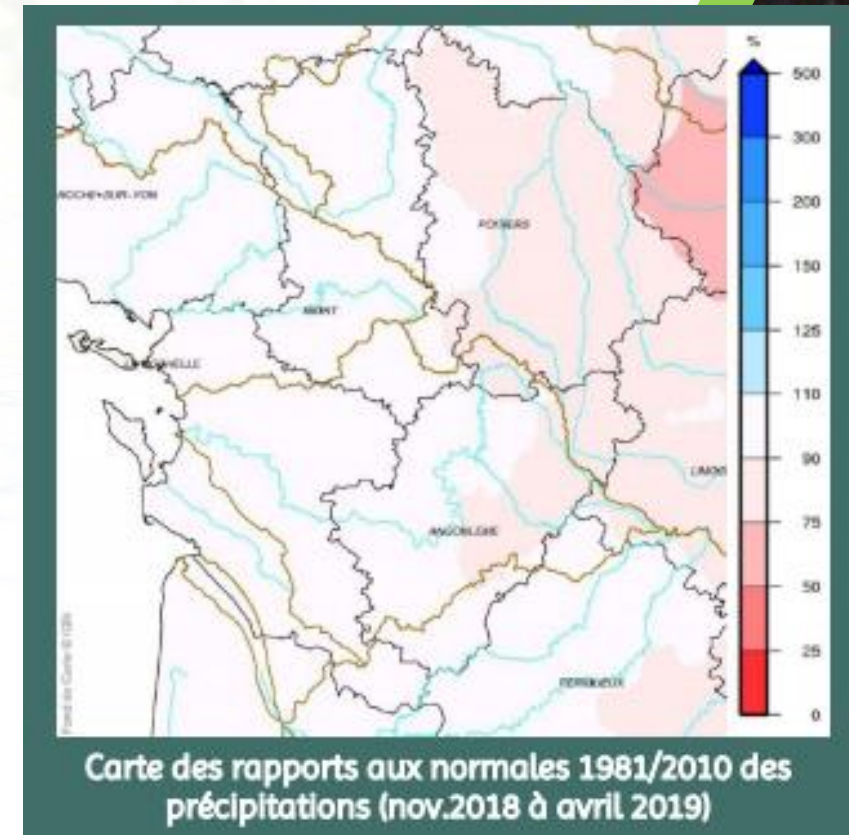 %
500
300
200
150
125
110
90
75
50
25
0
POITIERS
NIORT
ANGOULEME
PERIGUEUX
Carte des rapports aux normales 1981/2010 des
précipitations (nov.2018 à avril 2019)